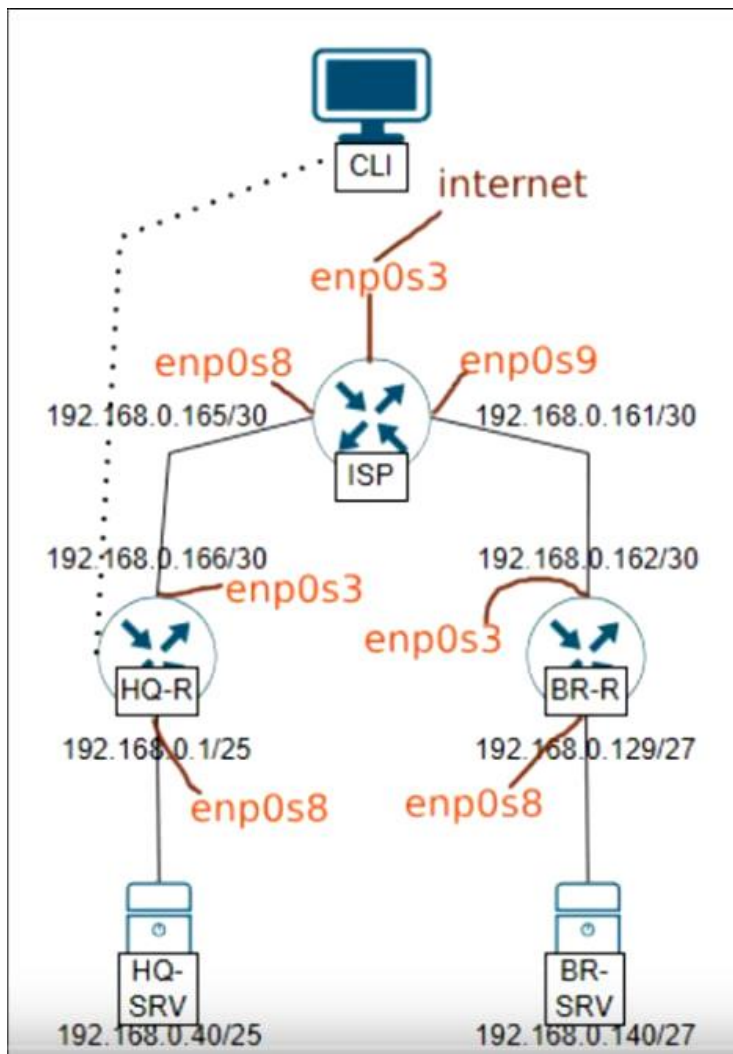 CLI
internet
enp0s3
enp0s8
enp0s9
192.168.0.165/30
192.168.0.161/30
ISP
192.168.0.166/30
192.168.0.162/30
enp0s3
enp0s3
HQ-R
BR-R
192.168.0.1/25
192.168.0.129/27
enp0s8
enp0s8
HQ-
SRV
BR-
SRV
192.168.0.40/25
192.168.0.140/27